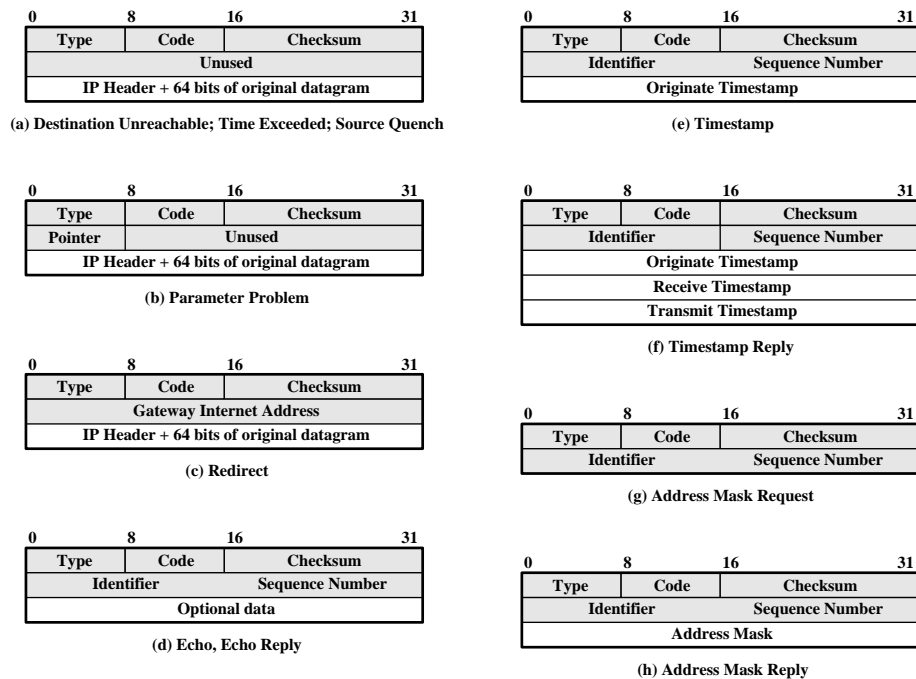 0 8 16 31
Type Code Checksum
Unused
IP Header + 64 bits of original datagram
(a) Destination Unreachable; Time Exceeded; Source Quench
0 8 16 31
Type Code Checksum
Pointer Unused
IP Header + 64 bits of original datagram
(b) Parameter Problem
0 8 16 31
Type Code Checksum
Gateway Internet Address
IP Header + 64 bits of original datagram
(c) Redirect
0 8 16 31
Type Code Checksum
Identifier Sequence Number
Optional data
(d) Echo, Echo Reply
0 8 16 31
Type Code Checksum
Identifier Sequence Number
Originate Timestamp
(e) Timestamp
0 8 16 31
Type Code Checksum
Identifier Sequence Number
Originate Timestamp
Receive Timestamp
Transmit Timestamp
(f) Timestamp Reply
0 8 16 31
Type Code Checksum
Identifier Sequence Number
(g) Address Mask Request
0 8 16 31
Type Code Checksum
Identifier Sequence Number
Address Mask
(h) Address Mask Reply